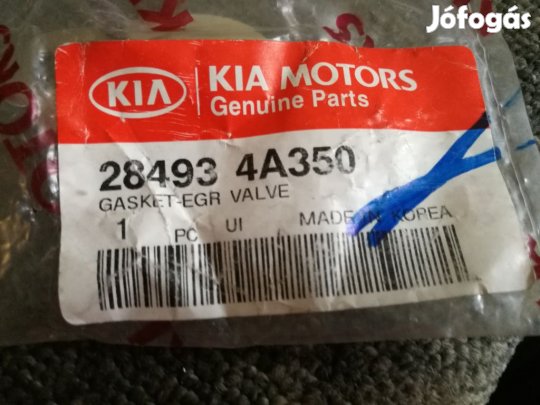 Jófogás
KIA
KIA MOTORS
Genuine Parts
28493 4A350
GASKET-EGR VALVE
1 PC UI MADE IN KOREA